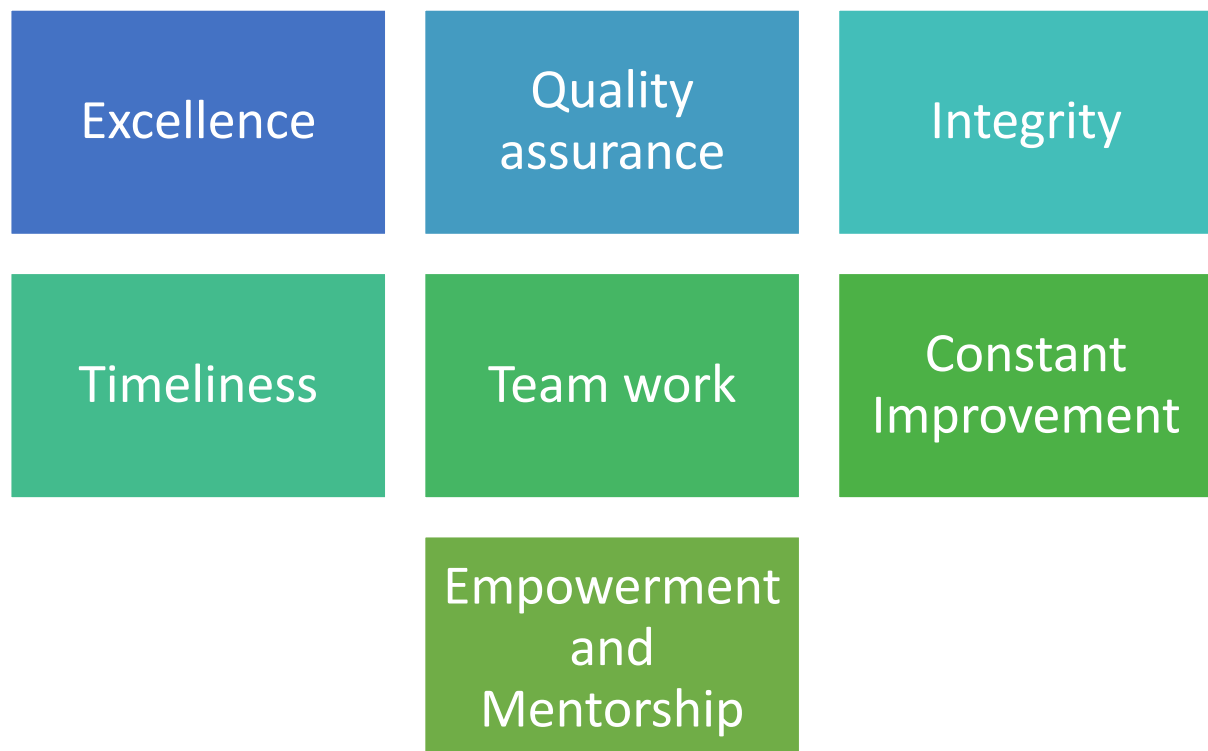 Excellence
Quality
assurance
Integrity
Timeliness
Team work
Constant
Improvement
Empowerment
and
Mentorship